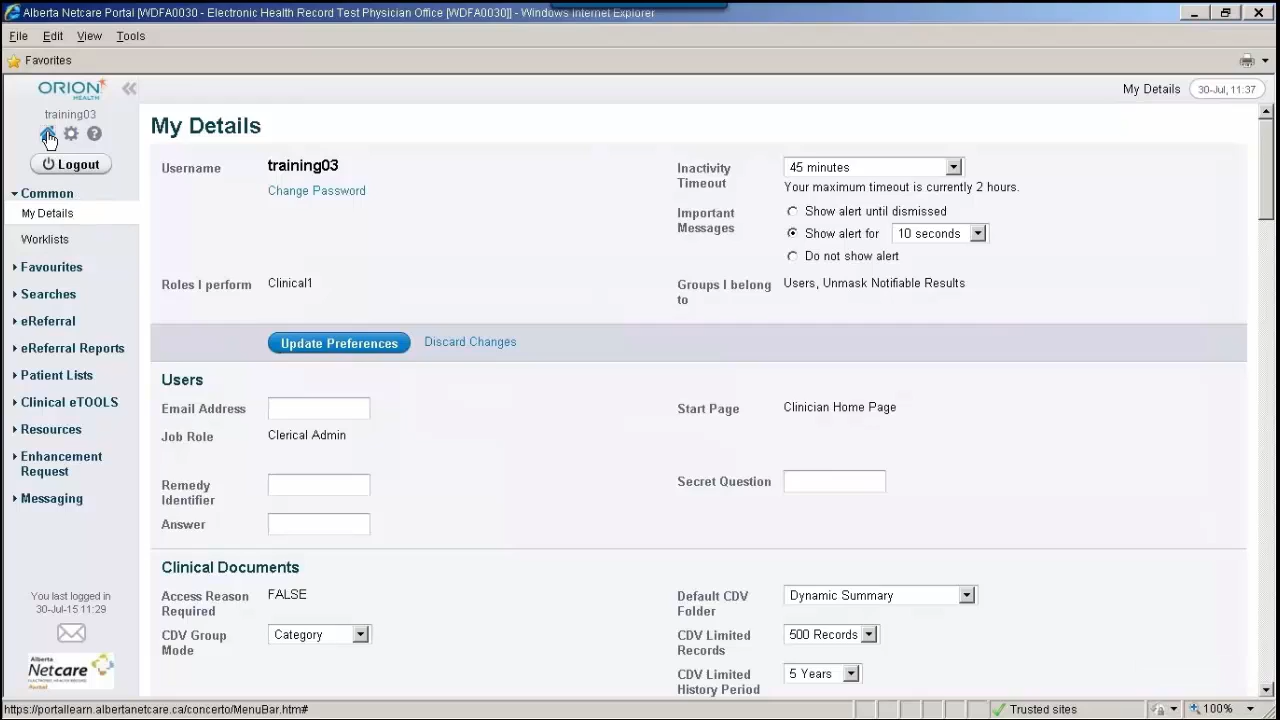 Alberta Netcare Portal [WDFA0030 - Electronic Health Record Test Physician Office [WDFA0030]] - Windows Internet Explorer
File Edit View Tools
Favorites
ORION
HEALTH
My Details 30-Jul, 11:37
training03
?
Logout
Common
My Details
Worklists
Favourites
Searches
eReferral
eReferral Reports
Patient Lists
Clinical eTOOLS
Resources
Enhancement
Request
Messaging
You last logged in
30-Jul-15 11:29
Alberta
Netcare
ELECTRONIC HEALTH RECORD
Portal
My Details
Username training03
Change Password
Inactivity
Timeout
45 minutes
Your maximum timeout is currently 2 hours.
Important
Messages
Show alert until dismissed
Show alert for 10 seconds
Do not show alert
Roles I perform Clinical1
Groups I belong
to
Users, Unmask Notifiable Results
Update Preferences Discard Changes
Users
Email Address
Start Page Clinician Home Page
Job Role Clerical Admin
Remedy
Identifier
Secret Question
Answer
Clinical Documents
Access Reason
Required
FALSE
Default CDV
Folder
Dynamic Summary
CDV Group
Mode
Category
CDV Limited
Records
500 Records
CDV Limited
History Period
5 Years
https://portallearn.albertanetcare.ca/concerto/MenuBar.htm# Trusted sites 100%